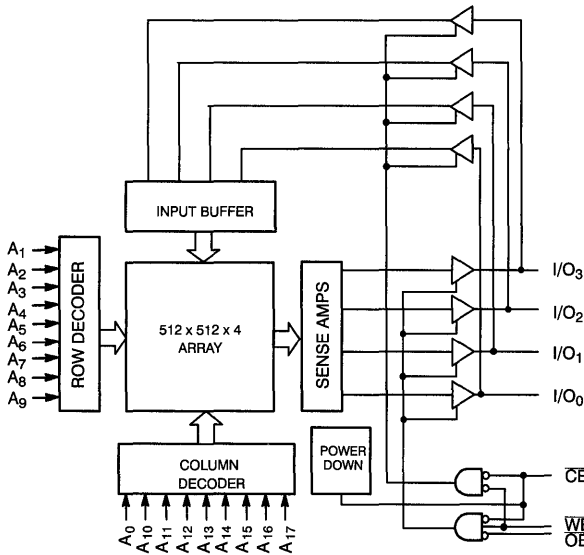 INPUT BUFFER
A1
A2
A3
A4
A5
A6
A7
A8
A9
ROW DECODER
512 x 512 x 4
ARRAY
SENSE AMPS
I/O3
I/O2
I/O1
I/O0
COLUMN
DECODER
POWER
DOWN
A0
A10
A11
A12
A13
A14
A15
A16
A17
CE
WE
OE